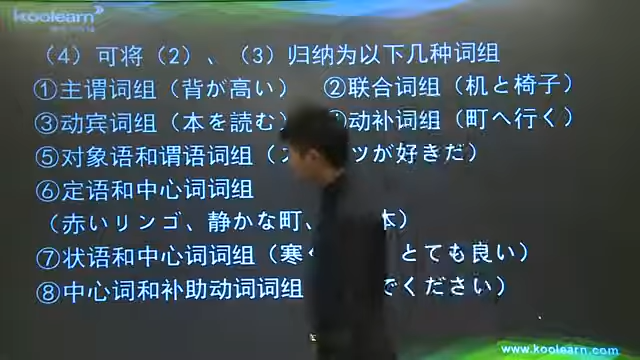 koolearn
（4）可将（2）、（3）归纳为以下几种词组
①主谓词组（背が高い） ②联合词组（机と椅子）
③动宾词组（本を読む 动补词组（町へ行く）
⑤对象语和谓语词组（ ツが好きだ）
⑥定语和中心词词组
（赤いリンゴ、静かな町、 本）
⑦状语和中心词词组（寒く とても良い）
⑧中心词和补助动词词组 でください）
www.koolearn.com